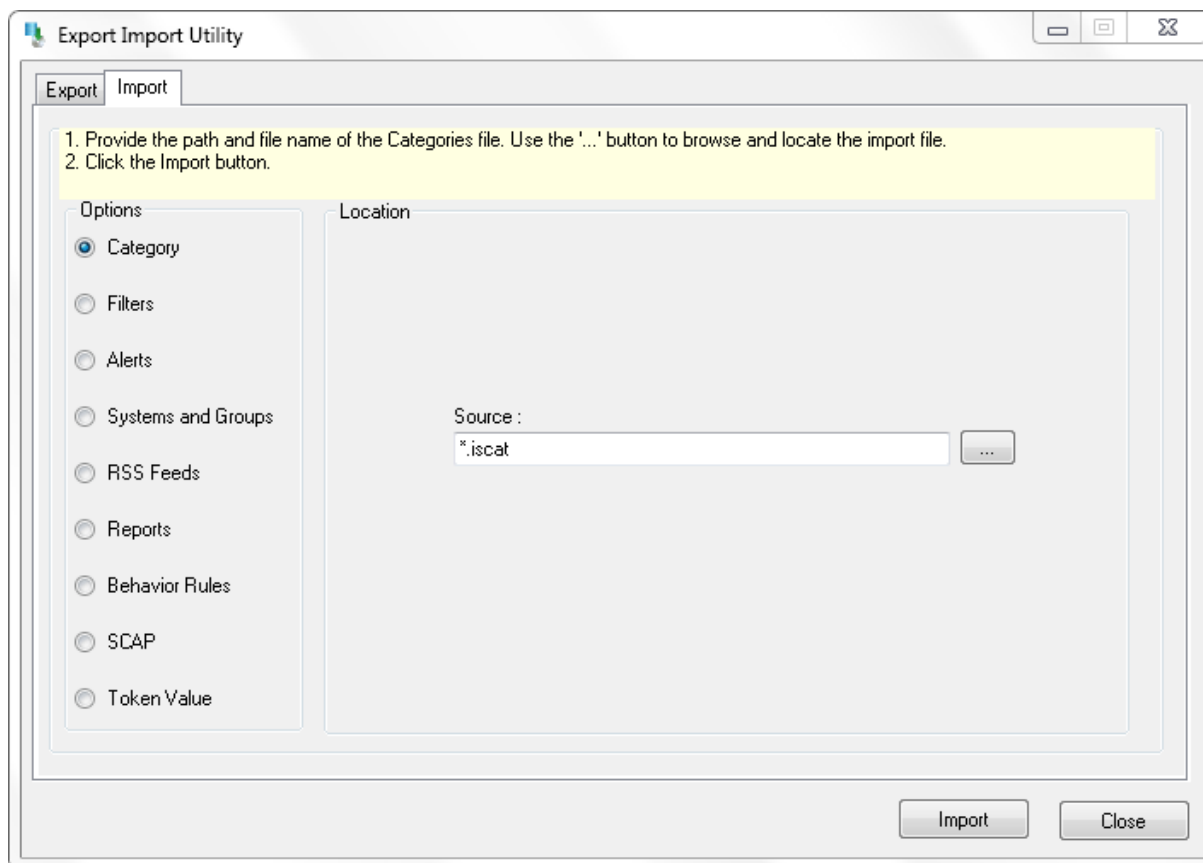 Export Import Utility
Export
Import
1. Provide the path and file name of the Categories file. Use the '...' button to browse and locate the import file.
2. Click the Import button.
Options
Category
Filters
Alerts
Systems and Groups
RSS Feeds
Reports
Behavior Rules
SCAP
Token Value
Location
Source :
*.iscat
...
Import
Close